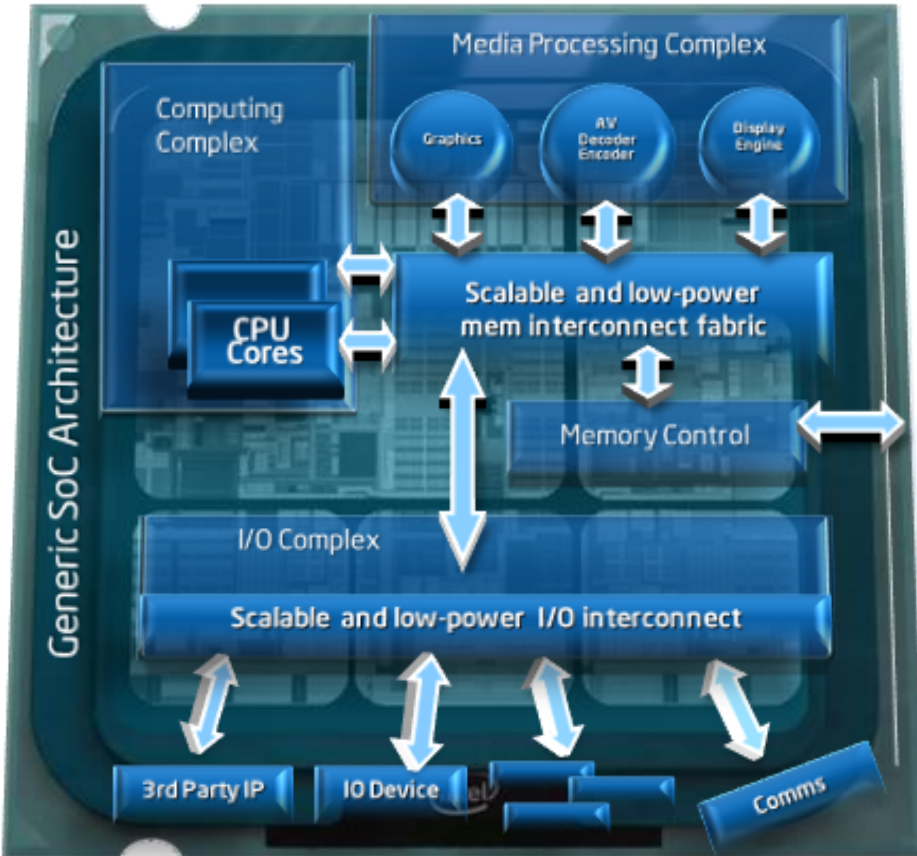 Generic SoC Architecture
Media Processing Complex
Computing
Complex
Graphics
AV
Decoder
Encoder
Display
Engine
Scalable and low-power
mem interconnect fabric
CPU
Cores
Memory Control
I/O Complex
Scalable and low-power I/O interconnect
3rd Party IP
IO Device
Comms